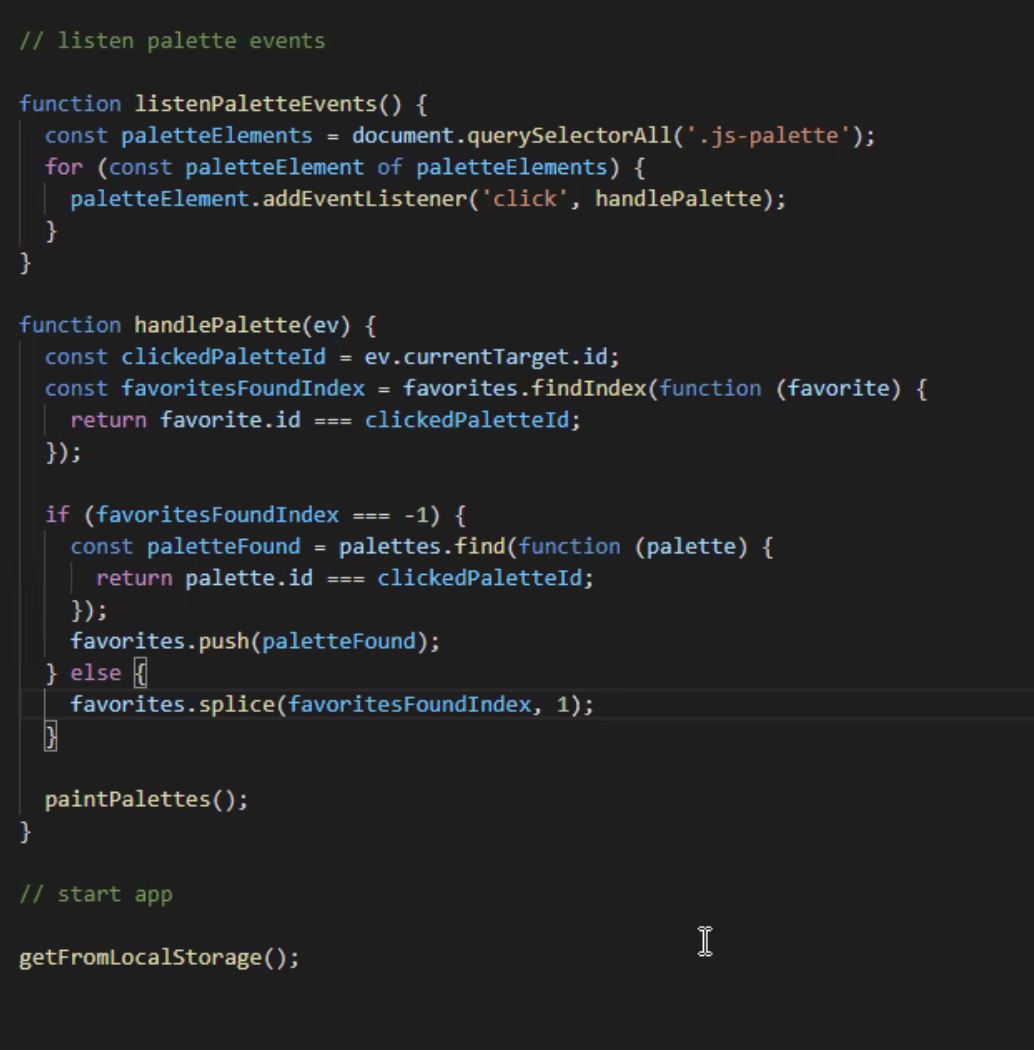 // listen palette events
function listenPaletteEvents() {
const paletteElements = document.querySelectorAll('.js-palette');
for (const paletteElement of paletteElements) {
paletteElement.addEventListener('click', handlePalette);
}
}
function handlePalette(ev) {
const clickedPaletteId = ev.currentTarget.id;
const favoritesFoundIndex = favorites.findIndex(function (favorite) {
return favorite.id === clickedPaletteId;
});
if (favoritesFoundIndex === -1) {
const paletteFound = palettes.find(function (palette) {
return palette.id === clickedPaletteId;
});
favorites.push(paletteFound);
} else {
favorites.splice(favoritesFoundIndex, 1);
}
paintPalettes();
}
// start app
getFromLocalStorage();